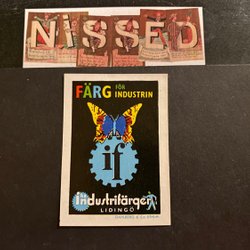 NISSED
FÄRG FÖR
INDUSTRIN
if
industrifärger
LIDINGÖ